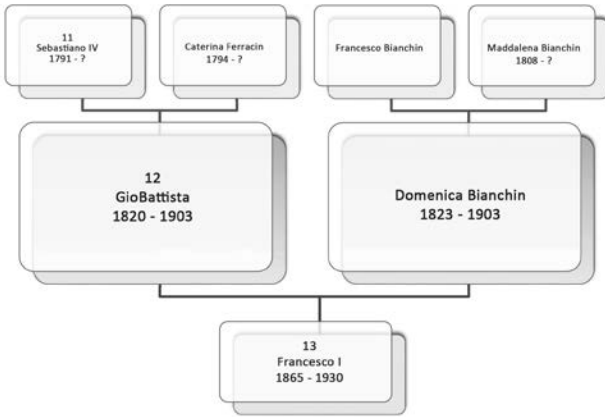 11
Sebastiano IV
1791 - ?
Caterina Ferracin
1794 - ?
Francesco Bianchin
Maddalena Bianchin
1808 - ?
12
GioBattista
1820 - 1903
Domenica Bianchin
1823 - 1903
13
Francesco I
1865 - 1930